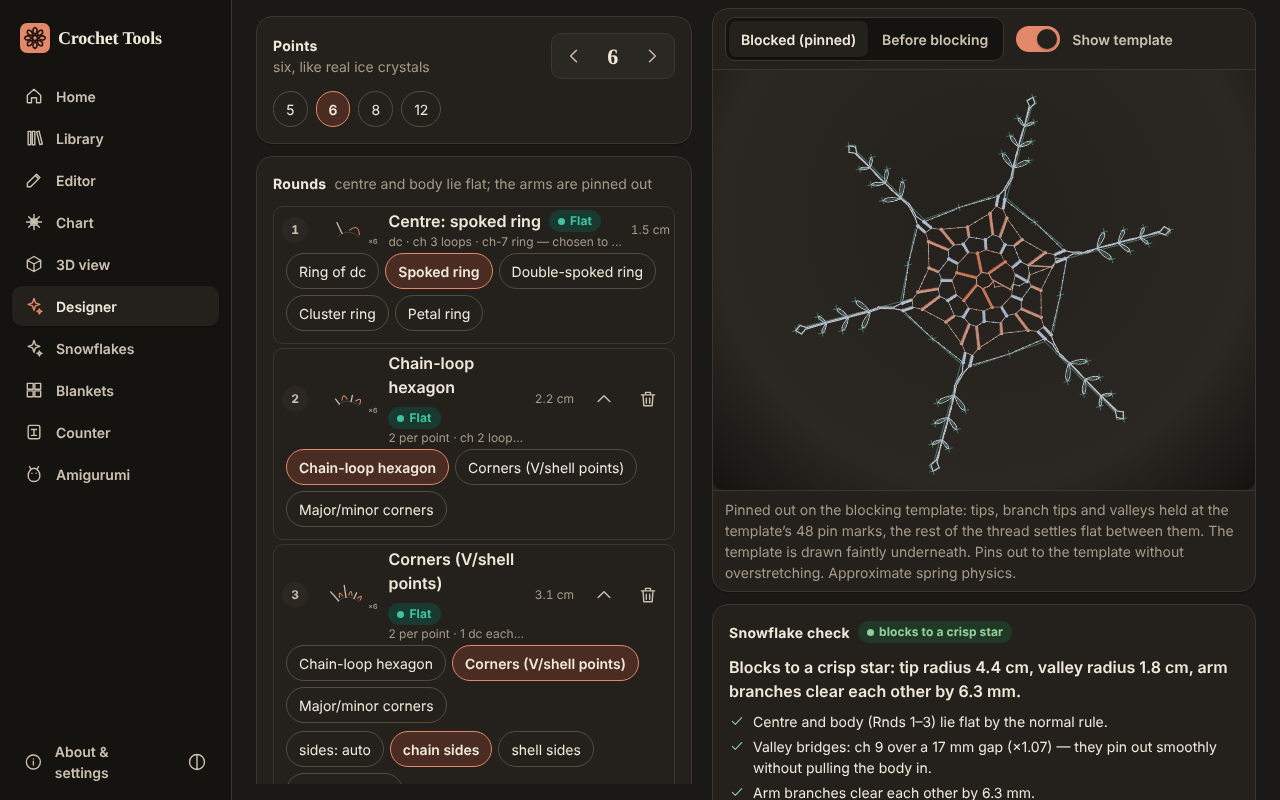 Crochet Tools
Home
Library
Editor
Chart
3D view
Designer
Snowflakes
Blankets
Counter
Amigurumi
About &
settings
Points
six, like real ice crystals
6
5
6
8
12
Rounds centre and body lie flat; the arms are pinned out
1
×6
Centre: spoked ring
Flat
dc · ch 3 loops · ch-7 ring — chosen to ...
1.5 cm
Ring of dc
Spoked ring
Double-spoked ring
Cluster ring
Petal ring
2
×6
Chain-loop
hexagon
Flat
2 per point · ch 2 loop...
2.2 cm
Chain-loop hexagon
Corners (V/shell points)
Major/minor corners
3
×6
Corners (V/shell
points)
Flat
2 per point · 1 dc each...
3.1 cm
Chain-loop hexagon
Corners (V/shell points)
Major/minor corners
sides: auto
chain sides
shell sides
Blocked (pinned)
Before blocking
Show template
Pinned out on the blocking template: tips, branch tips and valleys held at the
template's 48 pin marks, the rest of the thread settles flat between them. The
template is drawn faintly underneath. Pins out to the template without
overstretching. Approximate spring physics.
Snowflake check
blocks to a crisp star
Blocks to a crisp star: tip radius 4.4 cm, valley radius 1.8 cm, arm
branches clear each other by 6.3 mm.
Centre and body (Rnds 1–3) lie flat by the normal rule.
Valley bridges: ch 9 over a 17 mm gap (×1.07) — they pin out smoothly
without pulling the body in.
Arm branches clear each other by 6.3 mm.